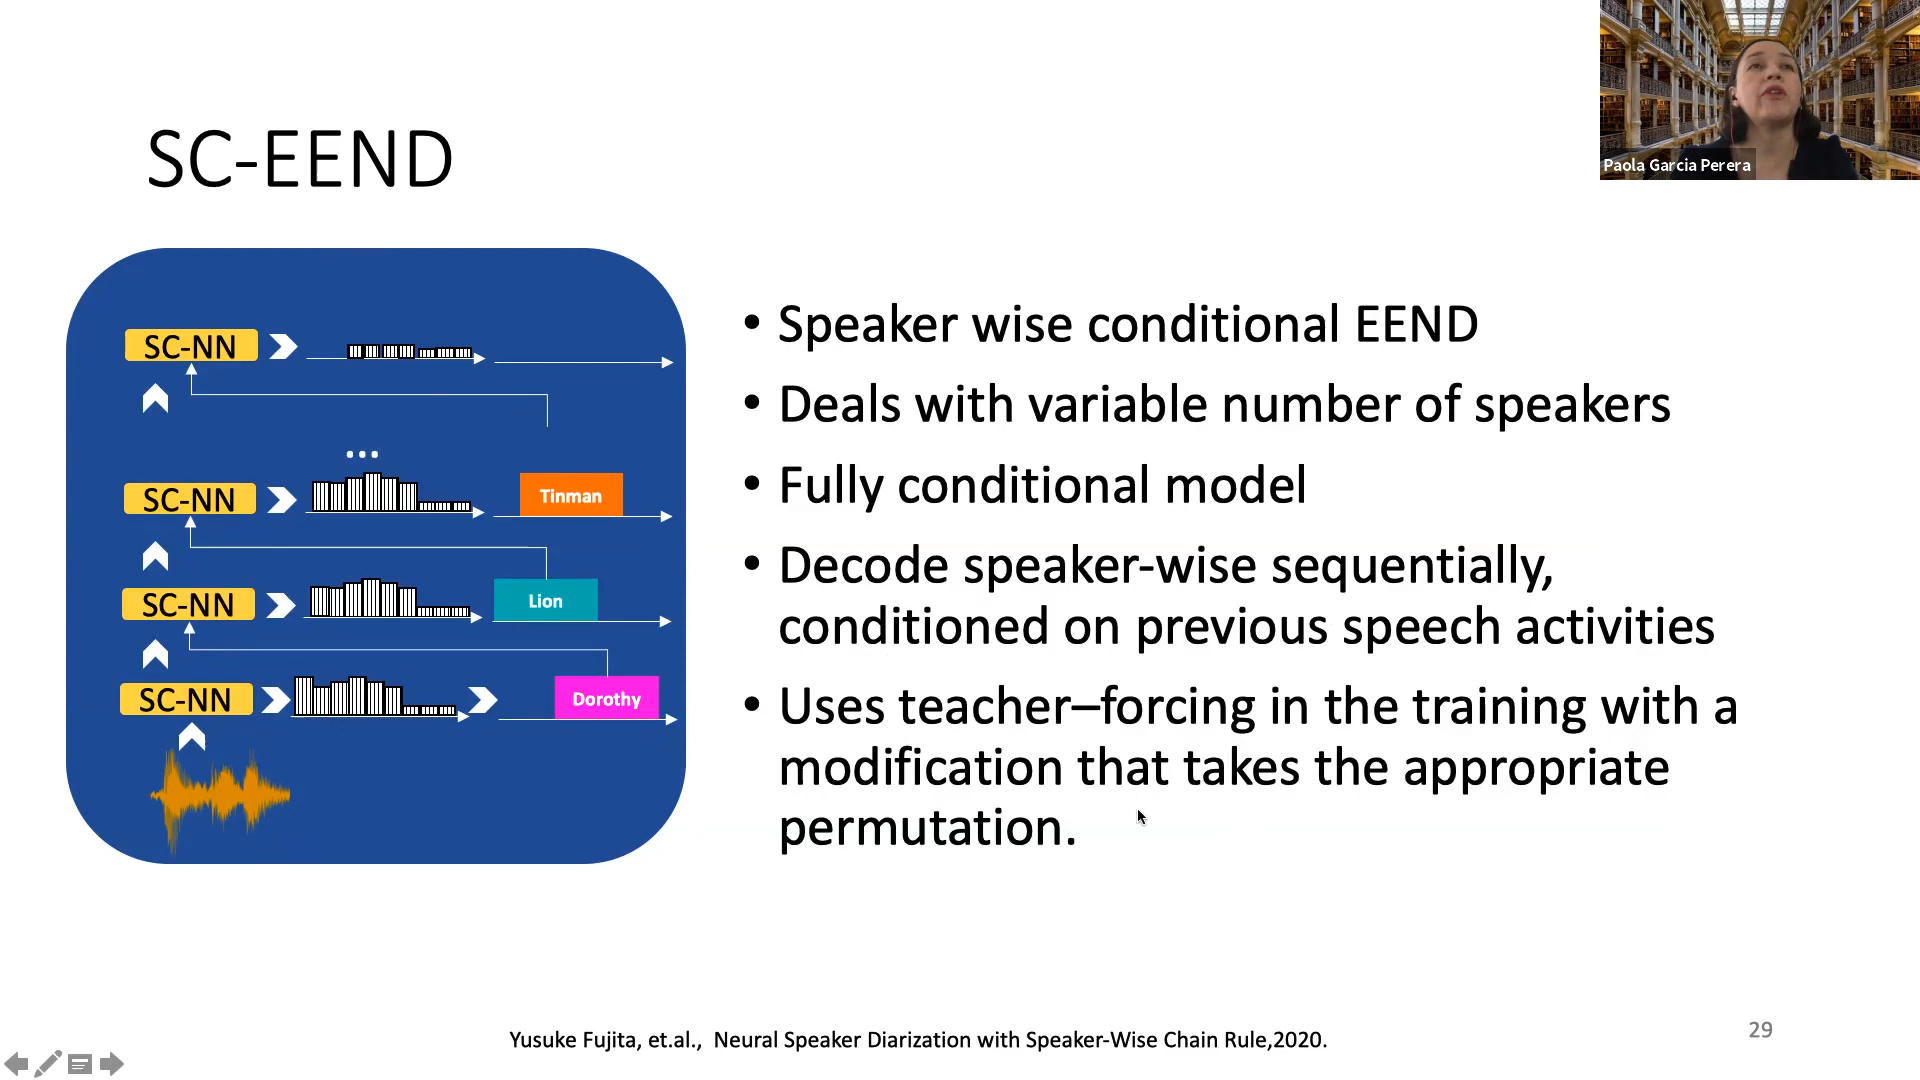 Paola Garcia Perera
SC-EEND
SC-NN
...
SC-NN
Tinman
SC-NN
Lion
SC-NN
Dorothy
• Speaker wise conditional EEND
• Deals with variable number of speakers
• Fully conditional model
• Decode speaker-wise sequentially,
conditioned on previous speech activities
• Uses teacher–forcing in the training with a
modification that takes the appropriate
permutation.
Yusuke Fujita, et.al., Neural Speaker Diarization with Speaker-Wise Chain Rule,2020.
29